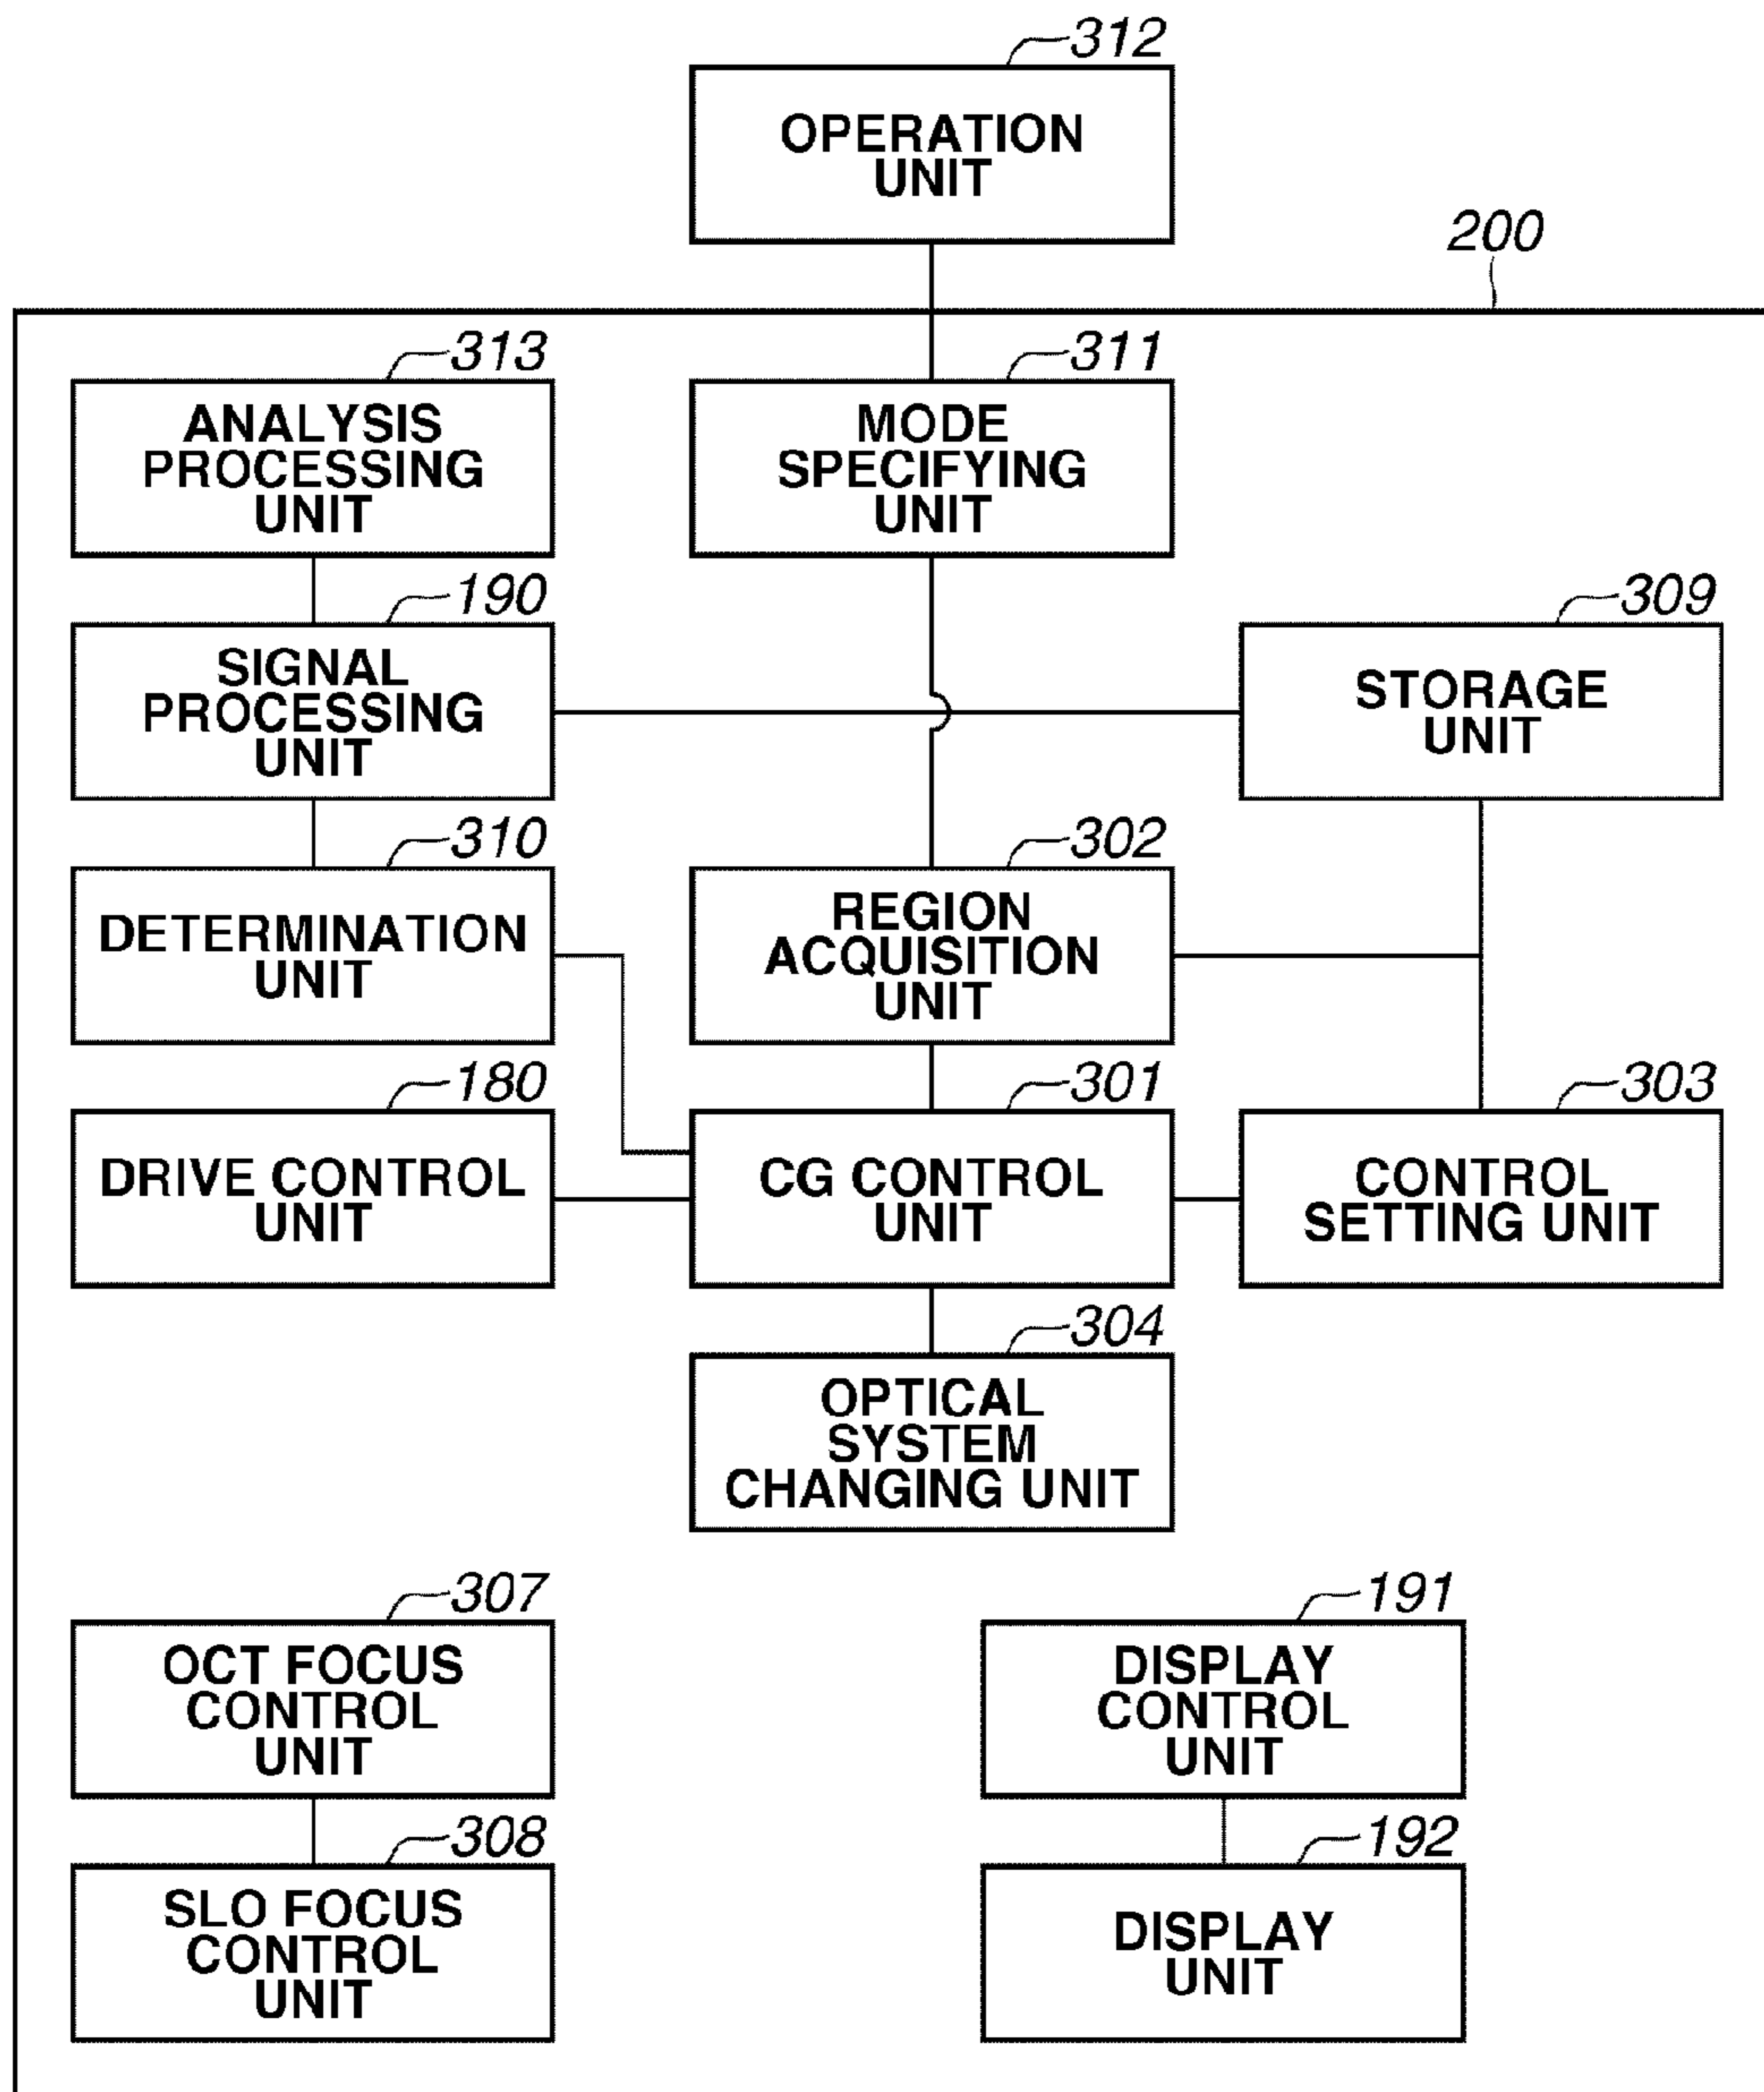 312
OPERATION
UNIT
200
313
ANALYSIS
PROCESSING
UNIT
311
MODE
SPECIFYING
UNIT
190
SIGNAL
PROCESSING
UNIT
309
STORAGE
UNIT
310
DETERMINATION
UNIT
302
REGION
ACQUISITION
UNIT
180
DRIVE CONTROL
UNIT
301
CG CONTROL
UNIT
303
CONTROL
SETTING UNIT
304
OPTICAL
SYSTEM
CHANGING UNIT
307
OCT FOCUS
CONTROL
UNIT
191
DISPLAY
CONTROL
UNIT
308
SLO FOCUS
CONTROL
UNIT
192
DISPLAY
UNIT